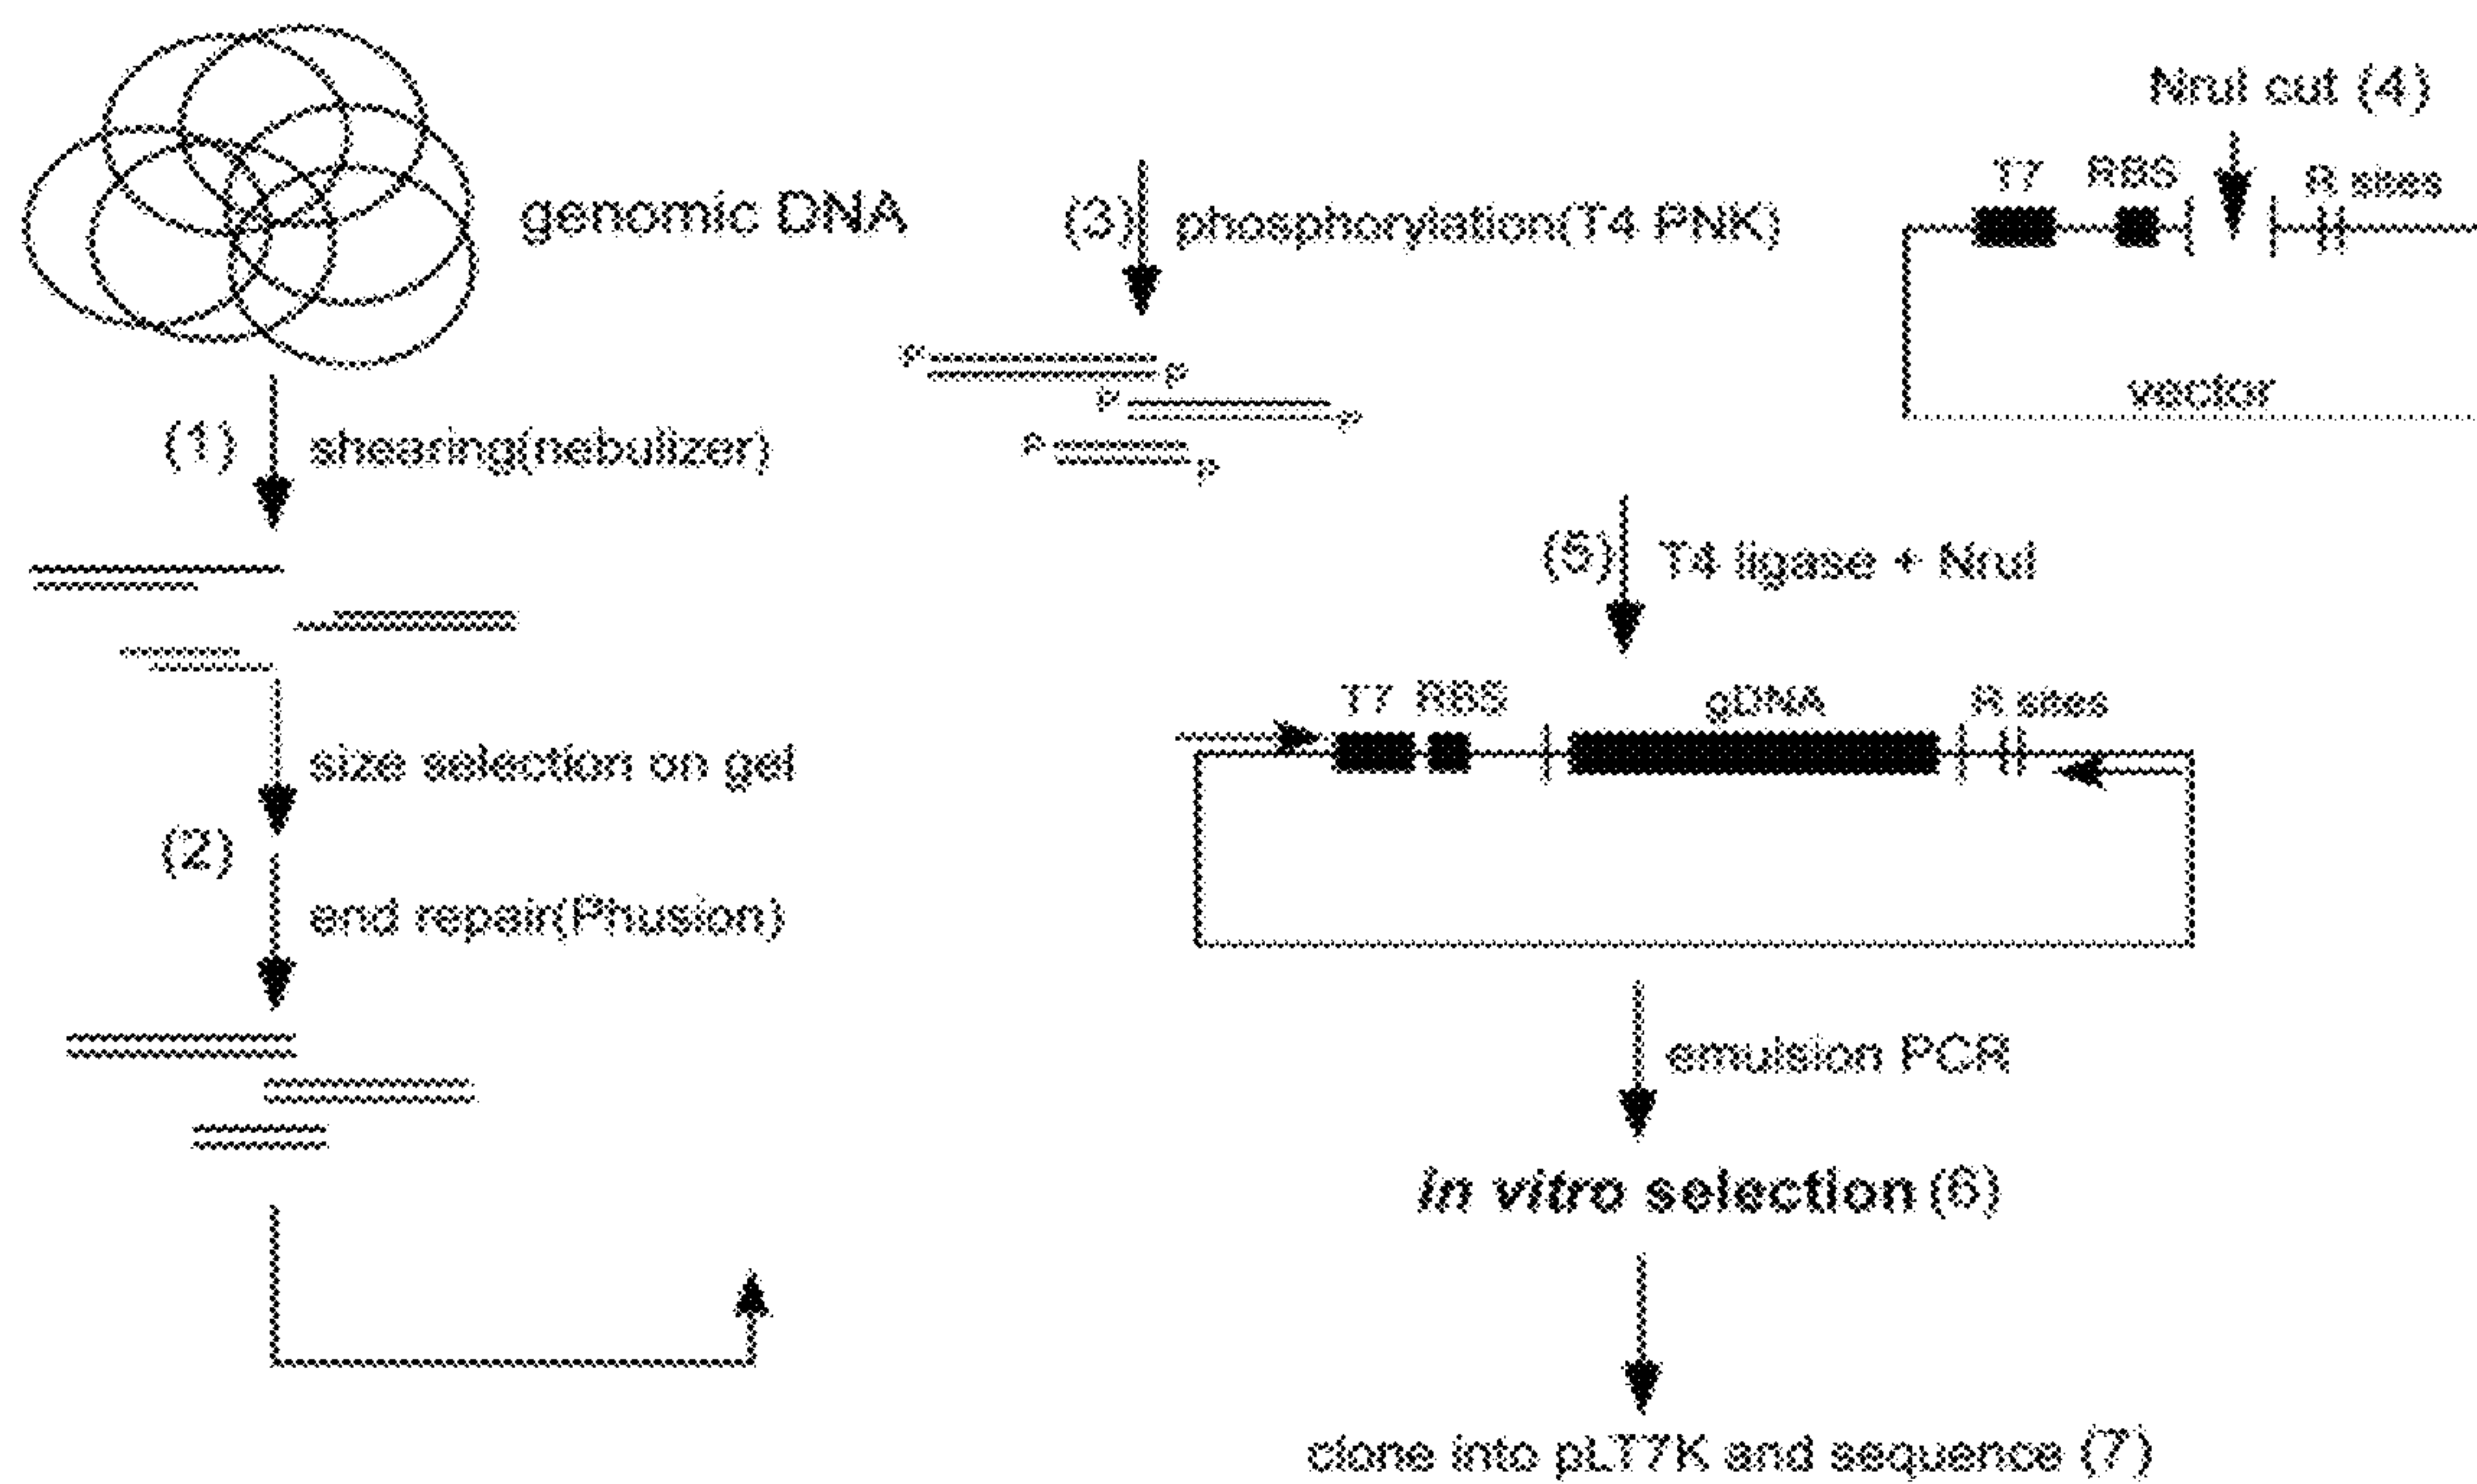 genomic DNA
(1) shearing(nebulizer)
size selection on gel
(2)
end repair(Phusion)
(3) phosphorylation(T4 PNK)
P P
P P
P P
NruI cut (4)
T7 RBS R sites
vector
(5) T4 ligase + NruI
T7 RBS gDNA R sites
emulsion PCR
in vitro selection (6)
clone into pLT7K and sequence (7)